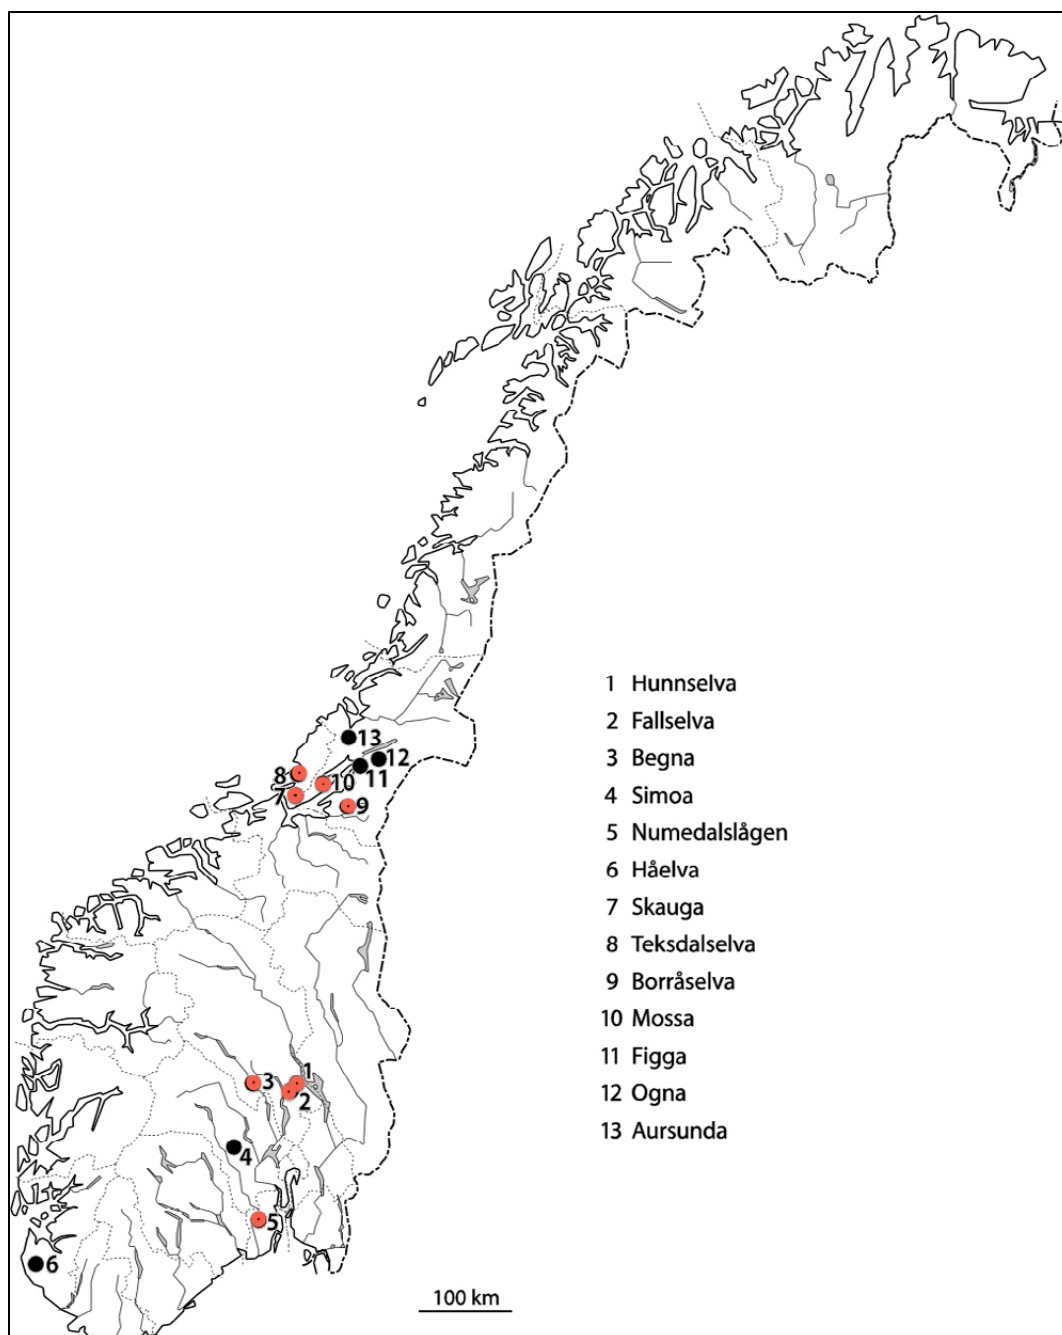 13
12
8
10
11
7
9
1 Hunnselva
2 Fallselva
3 Begna
4 Simoa
5 Numedalslågen
6 Håelva
7 Skauga
8 Teksdalselva
9 Borråselva
10 Mossa
11 Figga
12 Ogna
13 Aursunda
1
3
2
4
5
6
100 km